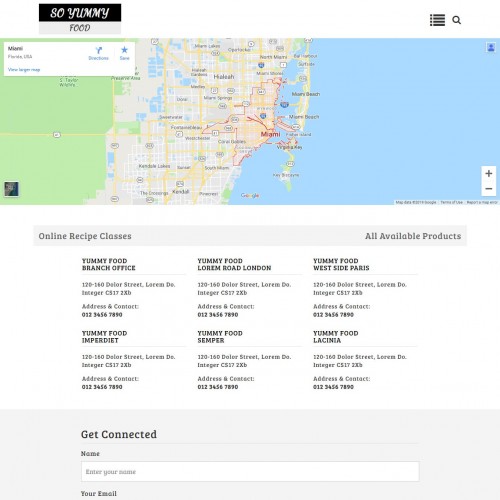 SO YUMMY
FOOD
Miami
Florida, USA
Directions
Save
View larger map
Hialeah
Miami Shores
Miami Beach
Miami Springs
Sweetwater
Fontainebleau
Miami
Coral Gables
Virginia Key
Westchester
Key Biscayne
The Crossings
Kendall
Pinecrest
Google
Map data ©2019 Google
Terms of Use
Report a map error
Online Recipe Classes
All Available Products
YUMMY FOOD
BRANCH OFFICE
120-160 Dolor Street, Lorem Do.
Integer CS17 2Xb
Address & Contact:
012 3456 7890
YUMMY FOOD
LOREM ROAD LONDON
120-160 Dolor Street, Lorem Do.
Integer CS17 2Xb
Address & Contact:
012 3456 7890
YUMMY FOOD
WEST SIDE PARIS
120-160 Dolor Street, Lorem Do.
Integer CS17 2Xb
Address & Contact:
012 3456 7890
YUMMY FOOD
IMPERDIET
120-160 Dolor Street, Lorem Do.
Integer CS17 2Xb
Address & Contact:
012 3456 7890
YUMMY FOOD
SEMPER
120-160 Dolor Street, Lorem Do.
Integer CS17 2Xb
Address & Contact:
012 3456 7890
YUMMY FOOD
LACINIA
120-160 Dolor Street, Lorem Do.
Integer CS17 2Xb
Address & Contact:
012 3456 7890
Get Connected
Name
Enter your name
Your Email